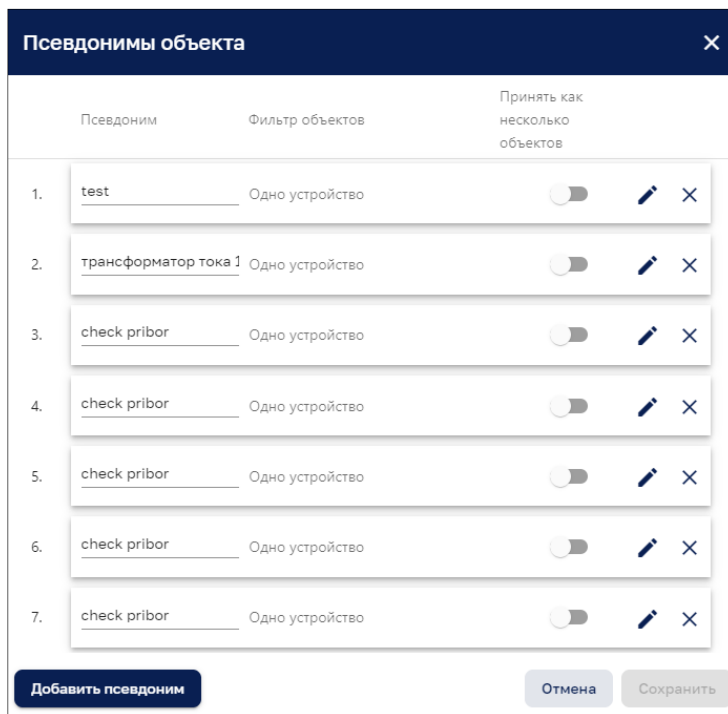 Псевдонимы объекта
Псевдоним
Фильтр объектов
Принять как
несколько
объектов
1. test Одно устройство
2. трансформатор тока 1 Одно устройство
3. check pribor Одно устройство
4. check pribor Одно устройство
5. check pribor Одно устройство
6. check pribor Одно устройство
7. check pribor Одно устройство
Добавить псевдоним Отмена Сохранить